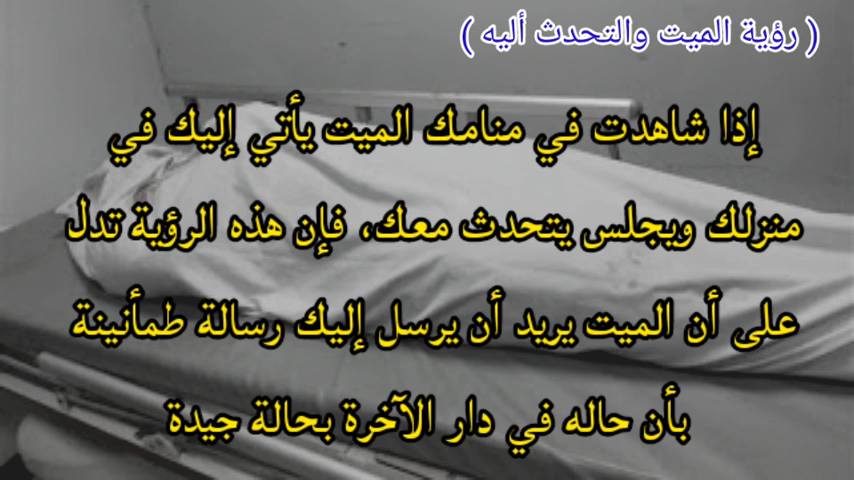 ( رؤية الميت والتحدث أليه )
إذا شاهدت في منامك الميت يأتي إليك في
منزلك ويجلس يتحدث معك، فإن هذه الرؤية تدل
على أن الميت يريد أن يرسل إليك رسالة طمأنينة
بأن حاله في دار الآخرة بحالة جيدة